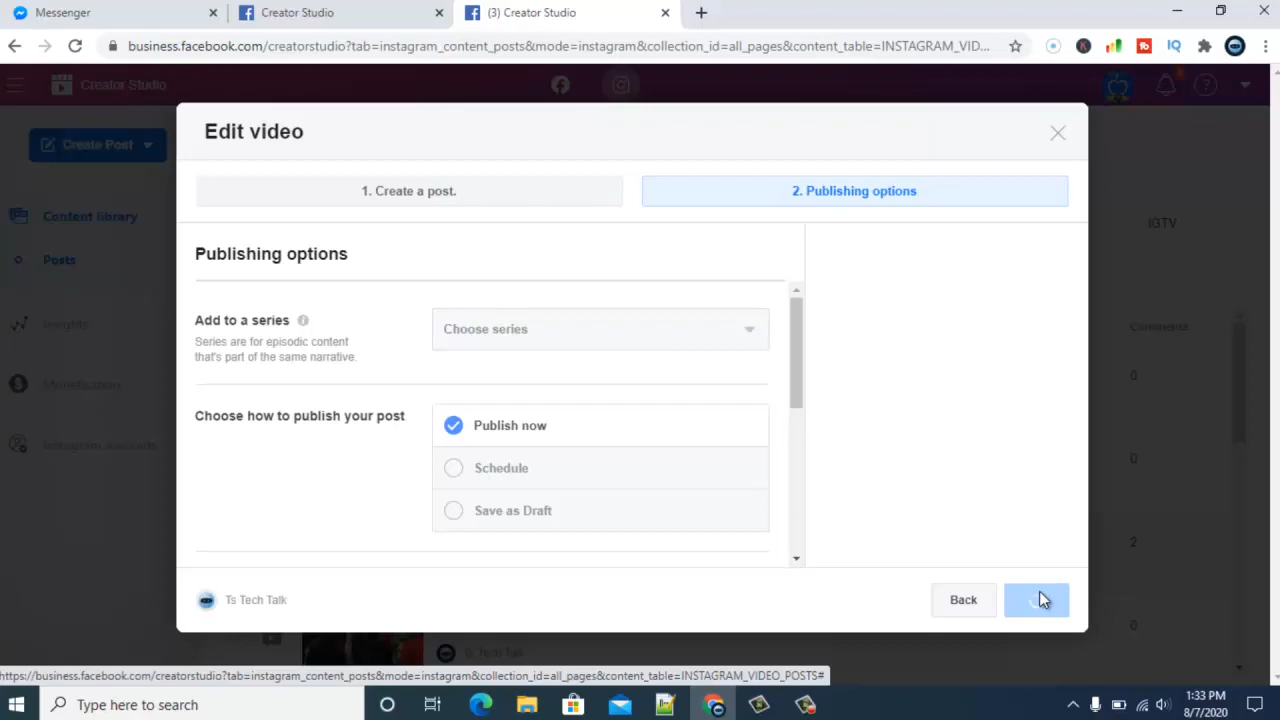 Messenger
Creator Studio
(3) Creator Studio
business.facebook.com/creatorstudio?tab=instagram_content_posts&mode=instagram&collection_id=all_pages&content_table=INSTAGRAM_VID...
Creator Studio
Create Post
Edit video
1. Create a post.
2. Publishing options
Content library
Posts
Insights
Monetisation
Instagram accounts
IGTV
Comments
0
0
2
0
Publishing options
Add to a series
Series are for episodic content
that's part of the same narrative.
Choose series
Choose how to publish your post
Publish now
Schedule
Save as Draft
Ts Tech Talk
Back
Ts Tech Talk
https://business.facebook.com/creatorstudio?tab=instagram_content_posts&mode=instagram&collection_id=all_pages&content_table=INSTAGRAM_VIDEO_POSTS#
Type here to search
1:33 PM
8/7/2020